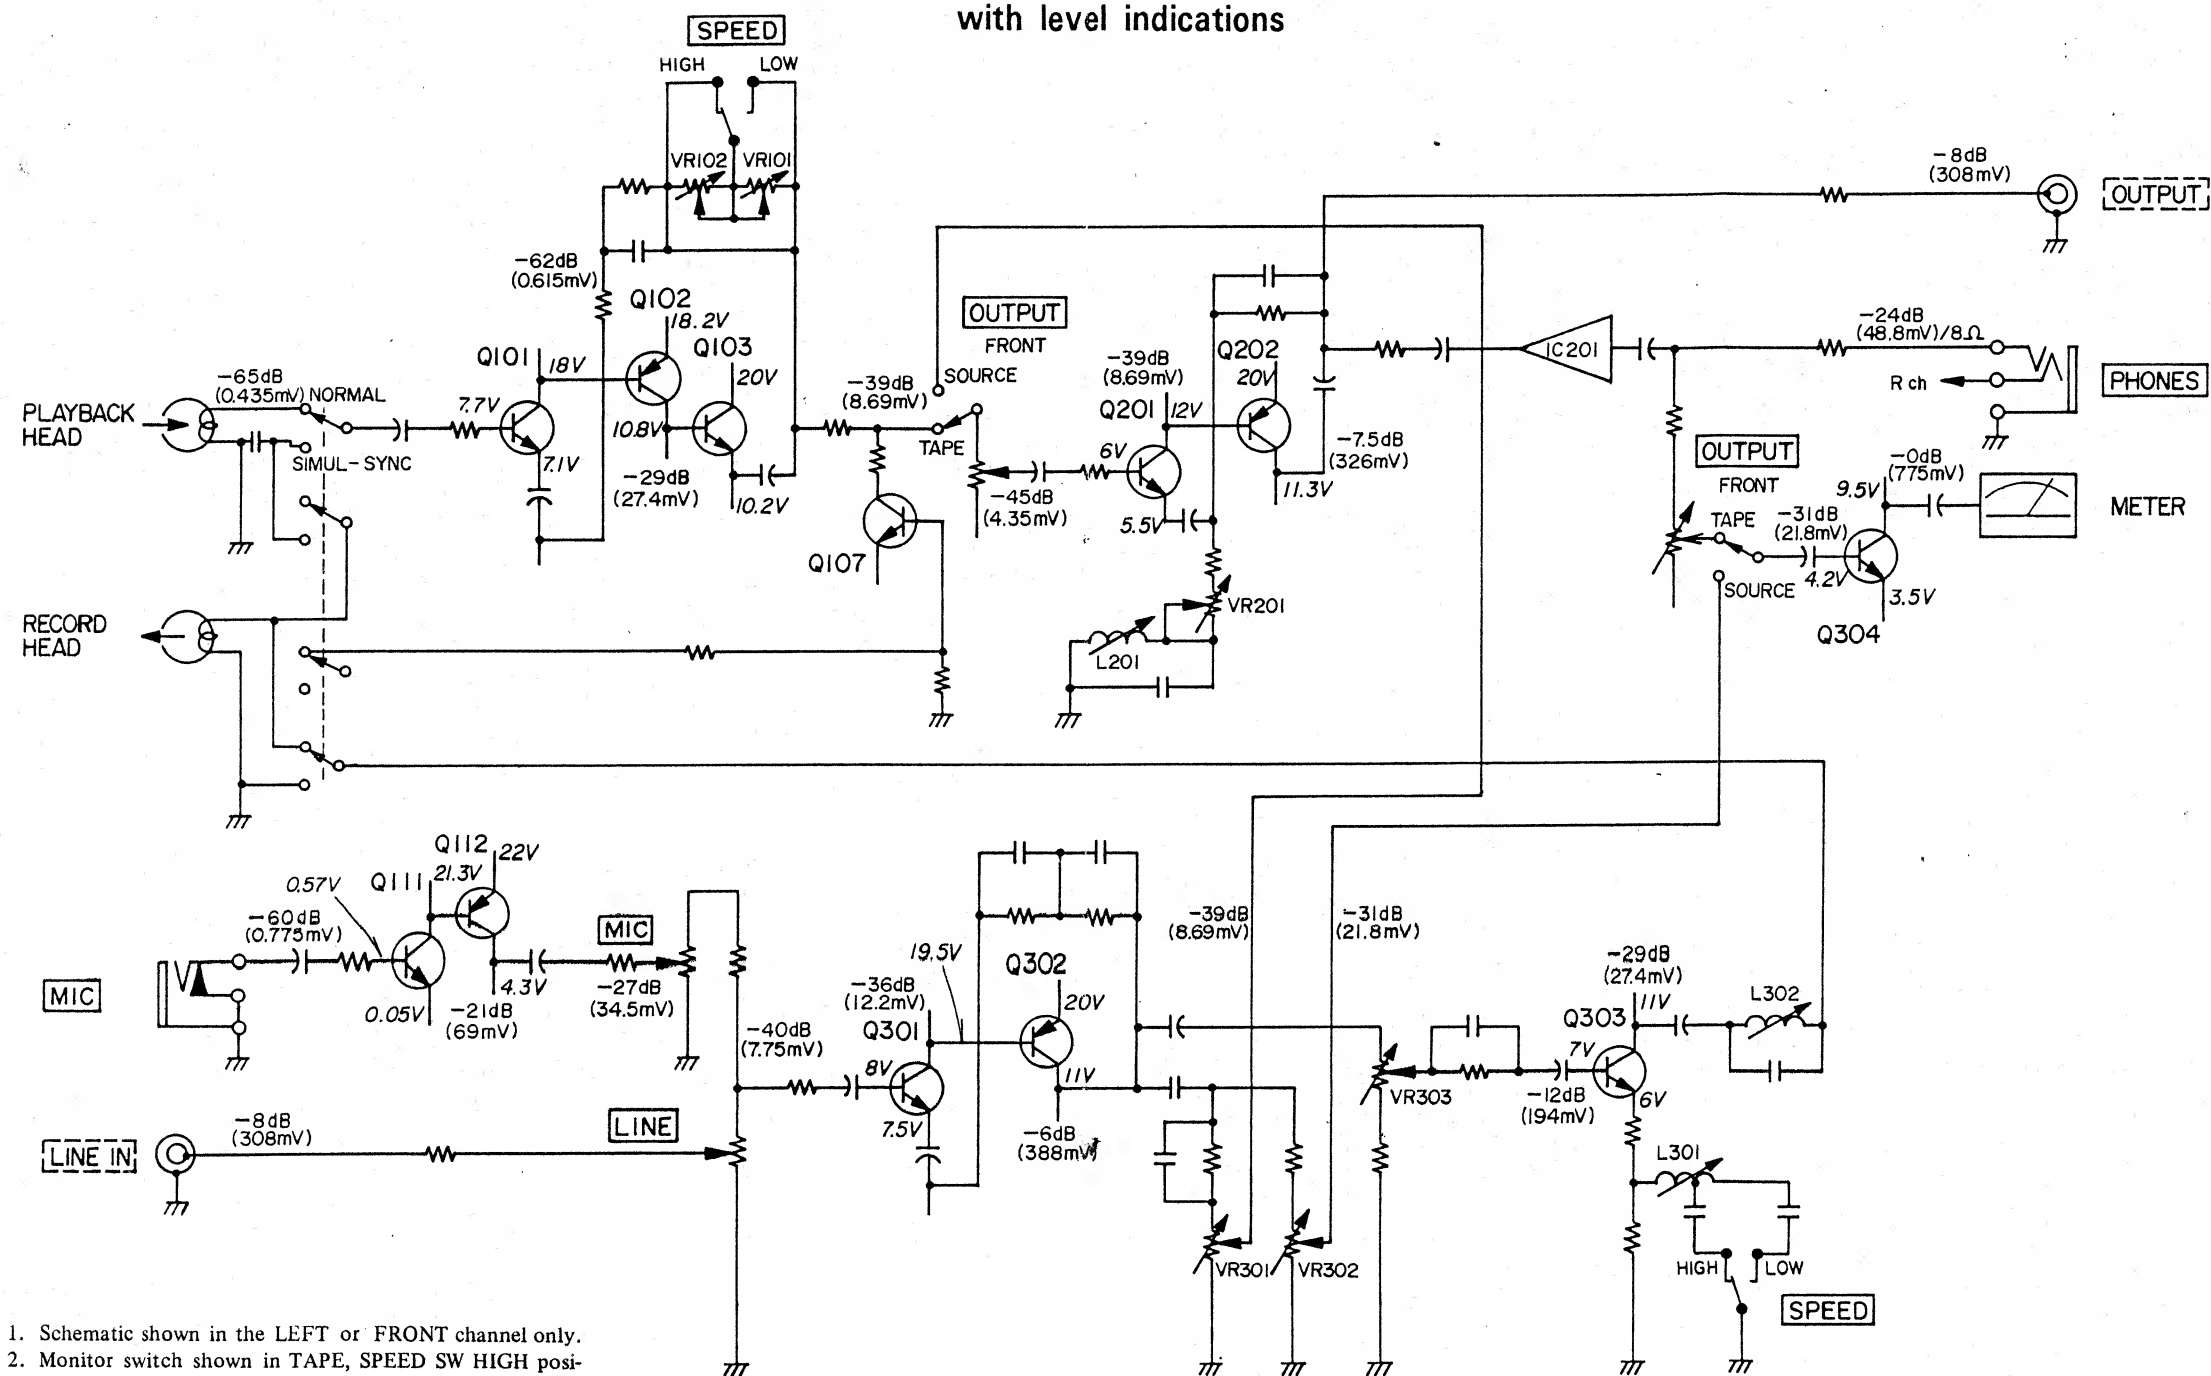 with level indications
SPEED
HIGH LOW
VR102 VR101
-8dB
(308mV)
OUTPUT
-62dB
(0.615mV)
Q102
18.2V
Q103
20V
Q101
18V
-65dB
(0.435mV) NORMAL
PLAYBACK
HEAD
7.7V
10.8V
7.1V
SIMUL-SYNC
-29dB
(27.4mV)
10.2V
-39dB
(8.69mV)
OUTPUT
FRONT
SOURCE
TAPE
-45dB
(4.35mV)
Q107
-39dB
(8.69mV)
Q201
12V
6V
5.5V
Q202
20V
-7.5dB
(326mV)
11.3V
VR201
L201
IC201
-24dB
(48.8mV)/8Ω
R ch
PHONES
OUTPUT
FRONT
TAPE
SOURCE
-31dB
(21.8mV)
-0dB
(775mV)
9.5V
4.2V
3.5V
Q304
METER
RECORD
HEAD
Q112
22V
Q111
21.3V
0.57V
-60dB
(0.775mV)
MIC
0.05V
-21dB
(69mV)
4.3V
MIC
-27dB
(34.5mV)
-40dB
(7.75mV)
-8dB
(308mV)
LINE IN
LINE
-36dB
(12.2mV)
19.5V
Q301
8V
7.5V
Q302
20V
11V
-6dB
(388mV)
-39dB
(8.69mV)
-31dB
(21.8mV)
VR301
VR302
VR303
-12dB
(194mV)
-29dB
(27.4mV)
11V
Q303
7V
6V
L302
L301
HIGH LOW
SPEED
1. Schematic shown in the LEFT or FRONT channel only.
2. Monitor switch shown in TAPE, SPEED SW HIGH posi-